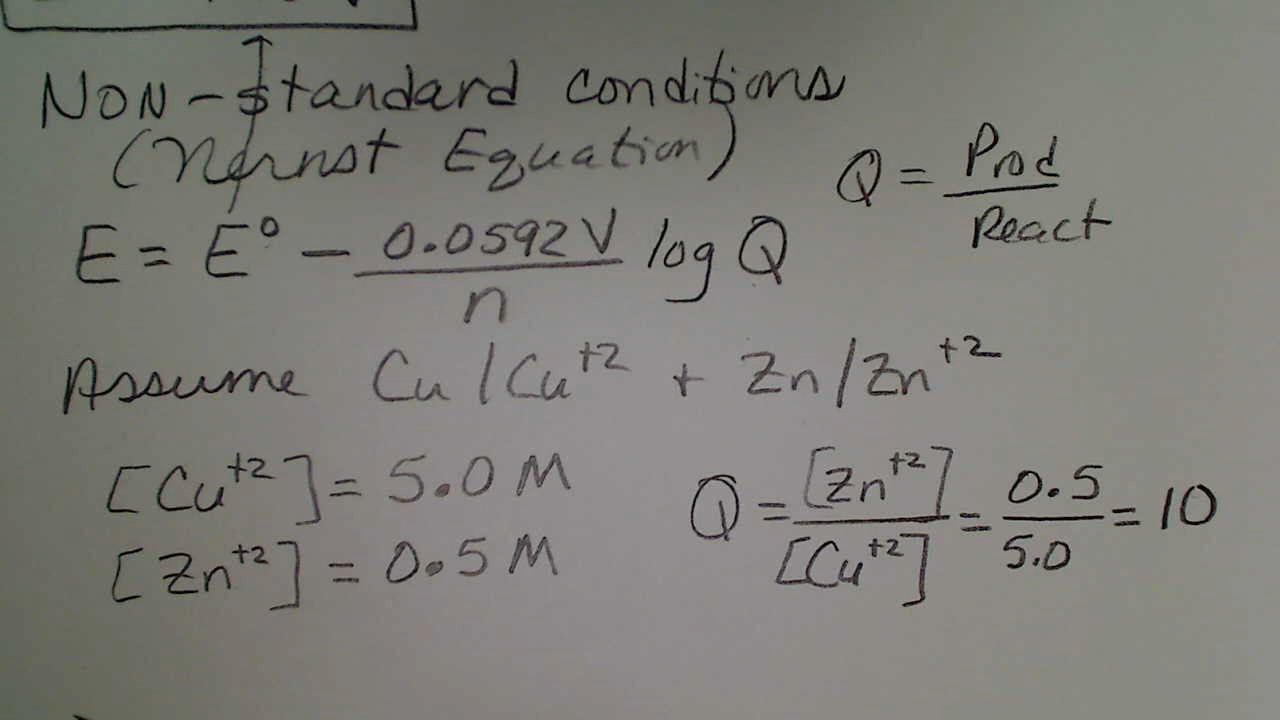 NON-Standard conditions
(Nernst Equation)
Q = Prod / React
E = E° - 0.0592V / n log Q
Assume Cu/Cu+2 + Zn/Zn+2
[Cu+2] = 5.0 M
[Zn+2] = 0.5 M
Q = [Zn+2] / [Cu+2] = 0.5 / 5.0 = 10